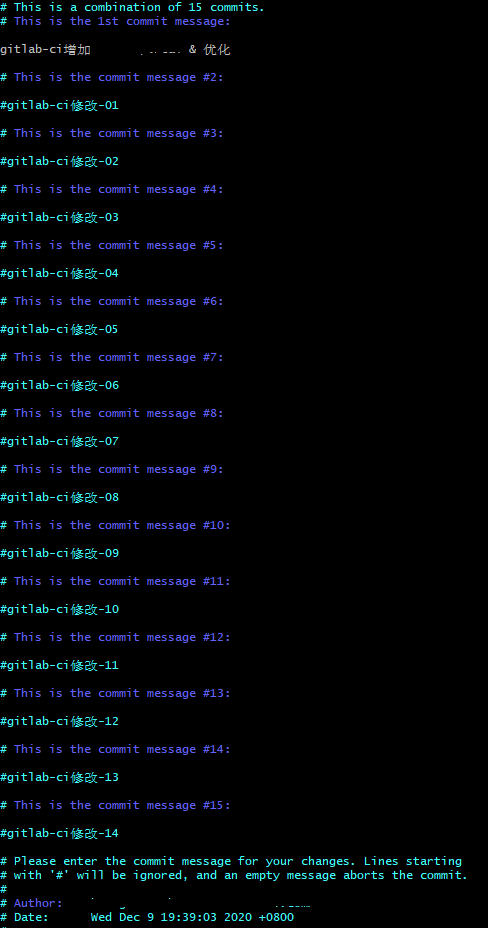 # This is a combination of 15 commits.
# This is the 1st commit message:
gitlab-ci增加 & 优化
# This is the commit message #2:
#gitlab-ci修改-01
# This is the commit message #3:
#gitlab-ci修改-02
# This is the commit message #4:
#gitlab-ci修改-03
# This is the commit message #5:
#gitlab-ci修改-04
# This is the commit message #6:
#gitlab-ci修改-05
# This is the commit message #7:
#gitlab-ci修改-06
# This is the commit message #8:
#gitlab-ci修改-07
# This is the commit message #9:
#gitlab-ci修改-08
# This is the commit message #10:
#gitlab-ci修改-09
# This is the commit message #11:
#gitlab-ci修改-10
# This is the commit message #12:
#gitlab-ci修改-11
# This is the commit message #13:
#gitlab-ci修改-12
# This is the commit message #14:
#gitlab-ci修改-13
# This is the commit message #15:
#gitlab-ci修改-14
# Please enter the commit message for your changes. Lines starting
# with '#' will be ignored, and an empty message aborts the commit.
#
# Author:
# Date:      Wed Dec 9 19:39:03 2020 +0800